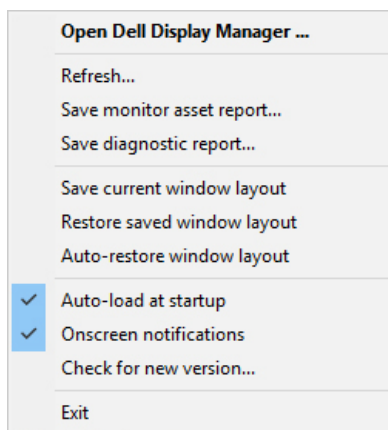 Open Dell Display Manager ...
Refresh...
Save monitor asset report...
Save diagnostic report...
Save current window layout
Restore saved window layout
Auto-restore window layout
Auto-load at startup
Onscreen notifications
Check for new version...
Exit